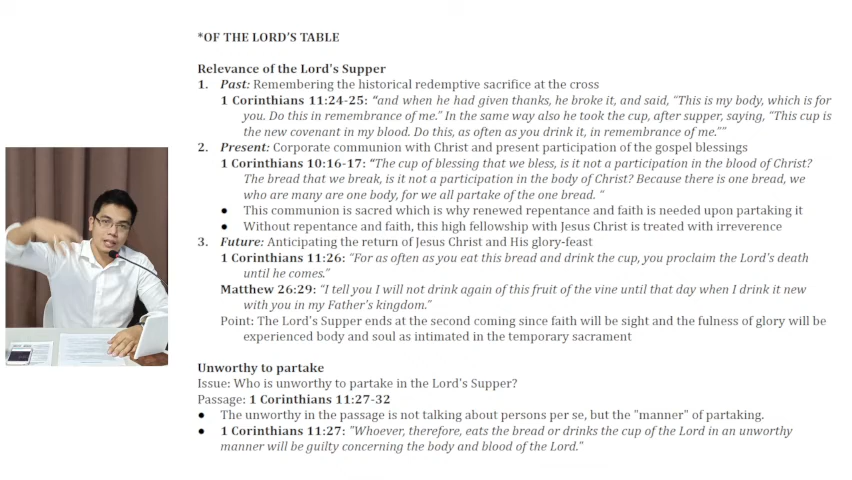 *OF THE LORD'S TABLE
Relevance of the Lord's Supper
1. Past: Remembering the historical redemptive sacrifice at the cross
1 Corinthians 11:24-25: "and when he had given thanks, he broke it, and said, "This is my body, which is for
you. Do this in remembrance of me." In the same way also he took the cup, after supper, saying, "This cup is
the new covenant in my blood. Do this, as often as you drink it, in remembrance of me.""
2. Present: Corporate communion with Christ and present participation of the gospel blessings
1 Corinthians 10:16-17: "The cup of blessing that we bless, is it not a participation in the blood of Christ?
The bread that we break, is it not a participation in the body of Christ? Because there is one bread, we
who are many are one body, for we all partake of the one bread. "
● This communion is sacred which is why renewed repentance and faith is needed upon partaking it
● Without repentance and faith, this high fellowship with Jesus Christ is treated with irreverence
3. Future: Anticipating the return of Jesus Christ and His glory-feast
1 Corinthians 11:26: "For as often as you eat this bread and drink the cup, you proclaim the Lord's death
until he comes."
Matthew 26:29: "I tell you I will not drink again of this fruit of the vine until that day when I drink it new
with you in my Father's kingdom."
Point: The Lord's Supper ends at the second coming since faith will be sight and the fulness of glory will be
experienced body and soul as intimated in the temporary sacrament
Unworthy to partake
Issue: Who is unworthy to partake in the Lord's Supper?
Passage: 1 Corinthians 11:27-32
● The unworthy in the passage is not talking about persons per se, but the "manner" of partaking.
● 1 Corinthians 11:27: "Whoever, therefore, eats the bread or drinks the cup of the Lord in an unworthy
manner will be guilty concerning the body and blood of the Lord."